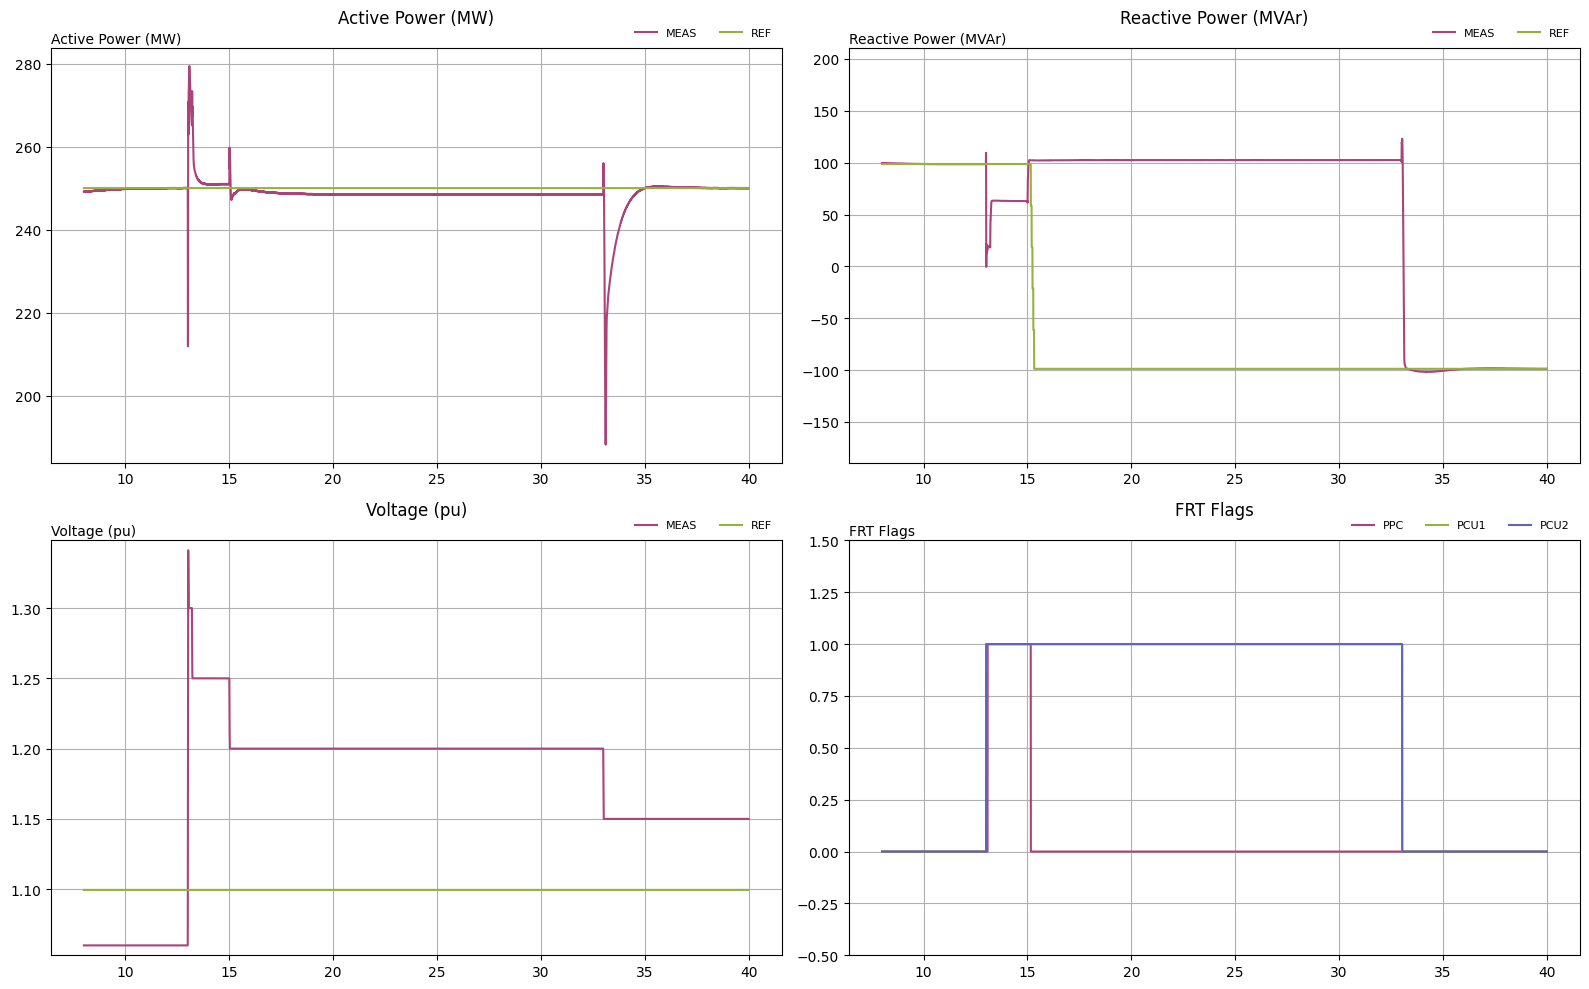 Active Power (MW)
Active Power (MW)
MEAS REF
280
260
240
220
200
10 15 20 25 30 35 40
Reactive Power (MVAr)
Reactive Power (MVAr)
MEAS REF
200
150
100
50
0
−50
−100
−150
10 15 20 25 30 35 40
Voltage (pu)
Voltage (pu)
MEAS REF
1.30
1.25
1.20
1.15
1.10
10 15 20 25 30 35 40
FRT Flags
FRT Flags
PPC PCU1 PCU2
1.50
1.25
1.00
0.75
0.50
0.25
0.00
−0.25
−0.50
10 15 20 25 30 35 40